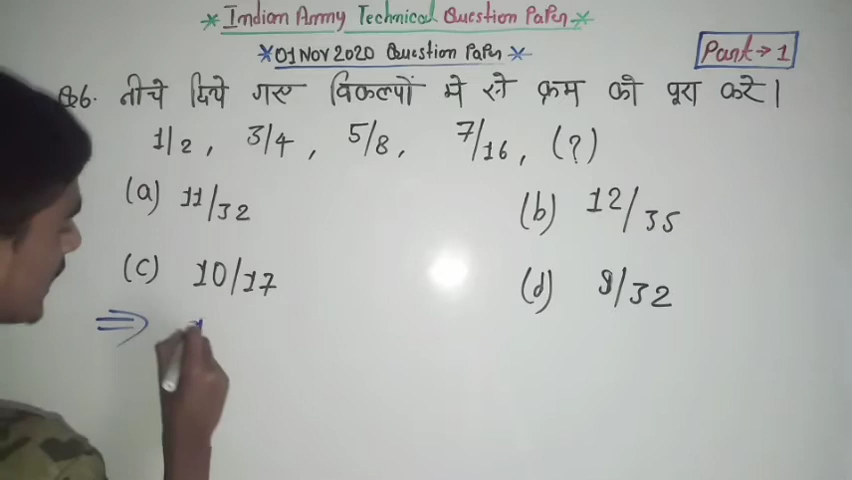 Indian Army Technical Question Paper
01 Nov 2020 Question Paper
Part → 1
Q6. नीचे दिये गए विकल्पों मे से क्रम को पूरा करे।
1/2, 3/4, 5/8, 7/16, (?)
(a) 11/32 (b) 12/35
(c) 10/17 (d) 9/32
⇒